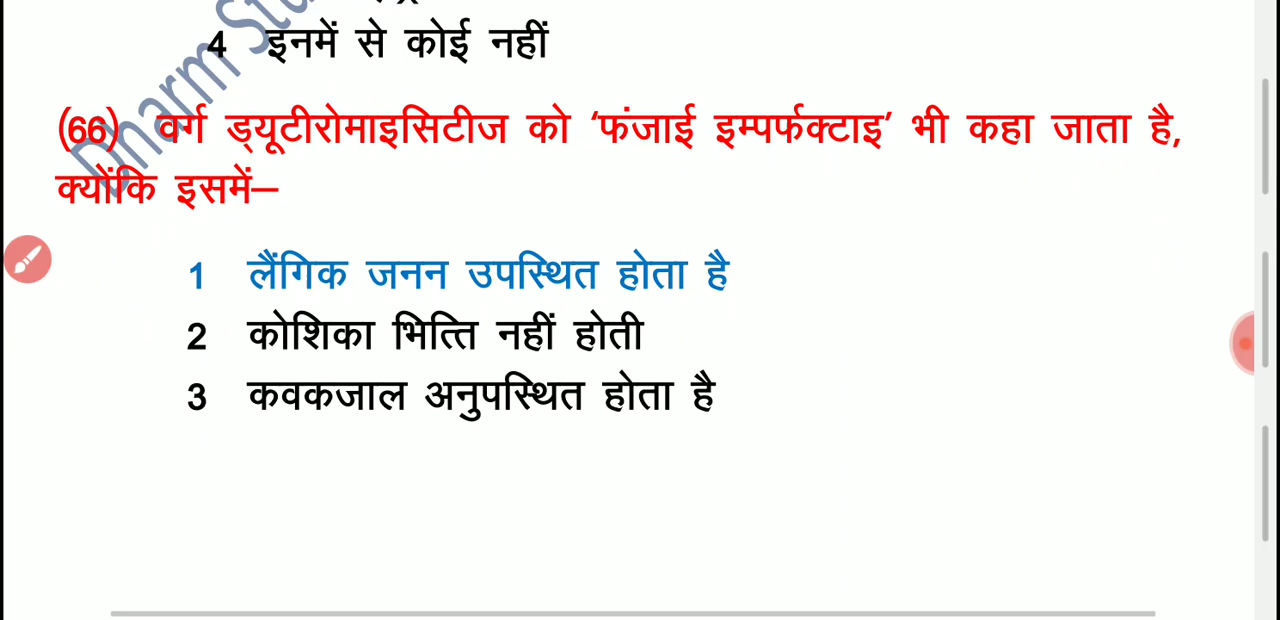 4 इनमें से कोई नहीं
(66) वर्ग ड्यूटीरोमाइसिटीज को ‘फंजाई इम्पर्फक्टाइ’ भी कहा जाता है,
क्योंकि इसमें–
1 लैंगिक जनन उपस्थित होता है
2 कोशिका भित्ति नहीं होती
3 कवकजाल अनुपस्थित होता है
Dharm